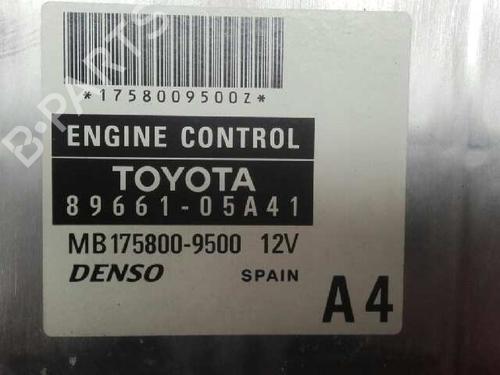 *1758009500Z*
B-PARTS
ENGINE CONTROL
TOYOTA
89661-05A41
MB175800-9500 12V
DENSO SPAIN
A4